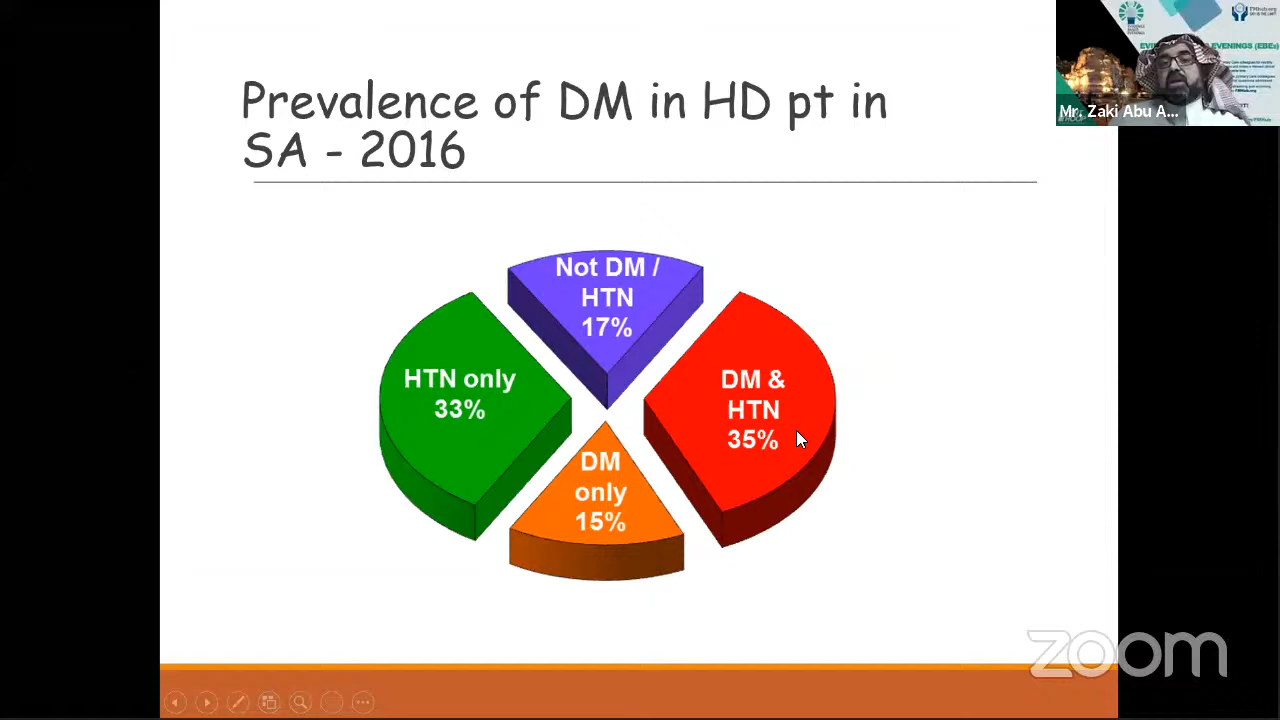 Prevalence of DM in HD pt in
SA - 2016
Not DM /
HTN
17%
DM &
HTN
35%
HTN only
33%
DM
only
15%
Mr. Zaki Abu A...
zoom